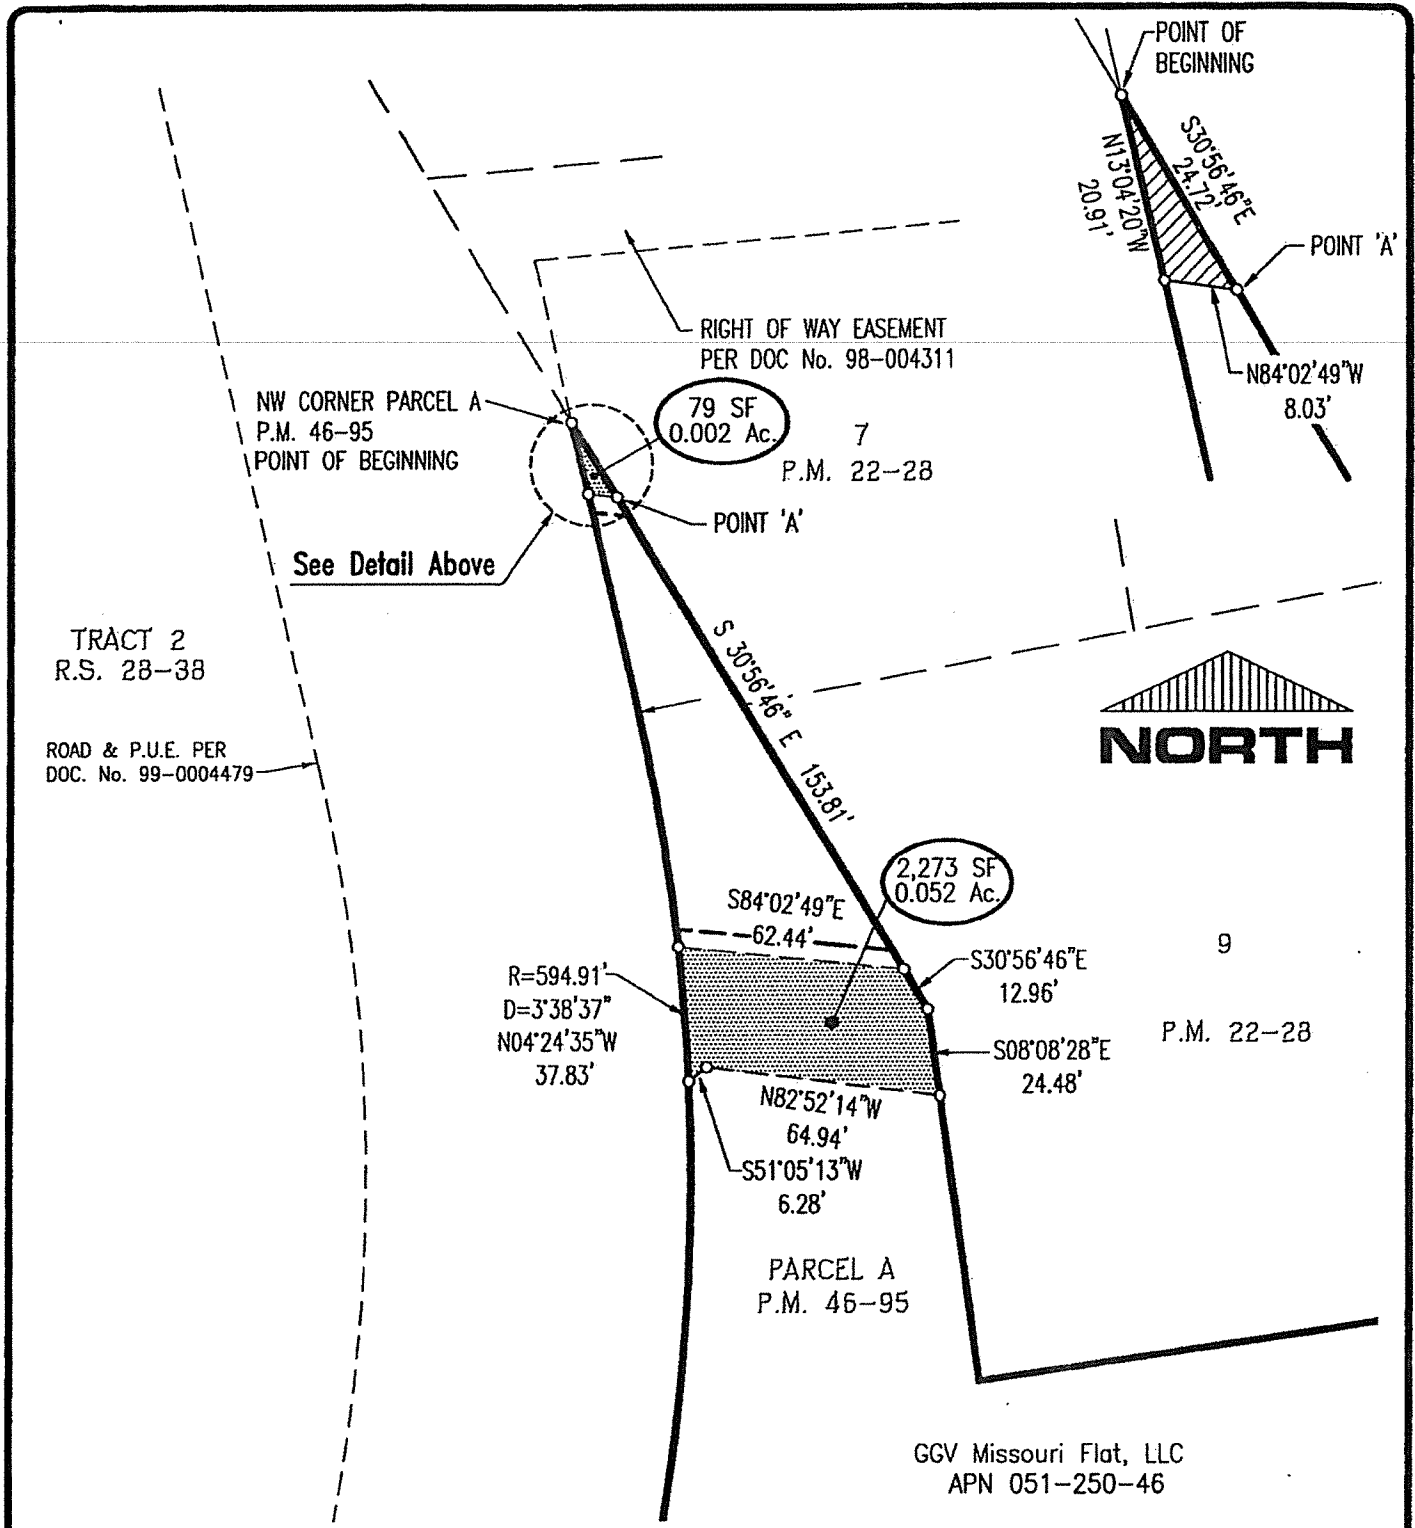 POINT OF
BEGINNING
S30°56'46"E
24.72'
N13°04'20"W
20.91'
POINT 'A'
N84°02'49"W
8.03'
RIGHT OF WAY EASEMENT
PER DOC No. 98-004311
NW CORNER PARCEL A
P.M. 46-95
POINT OF BEGINNING
79 SF
0.002 Ac.
7
P.M. 22-28
POINT 'A'
See Detail Above
TRACT 2
R.S. 28-38
S 30°56'46" E 153.81'
NORTH
ROAD & P.U.E. PER
DOC. No. 99-0004479
2,273 SF
0.052 Ac.
S84°02'49"E
62.44'
9
P.M. 22-28
S30°56'46"E
12.96'
R=594.91'
D=3°38'37"
N04°24'35"W
37.83'
S08°08'28"E
24.48'
N82°52'14"W
64.94'
S51°05'13"W
6.28'
PARCEL A
P.M. 46-95
GGV Missouri Flat, LLC
APN 051-250-46